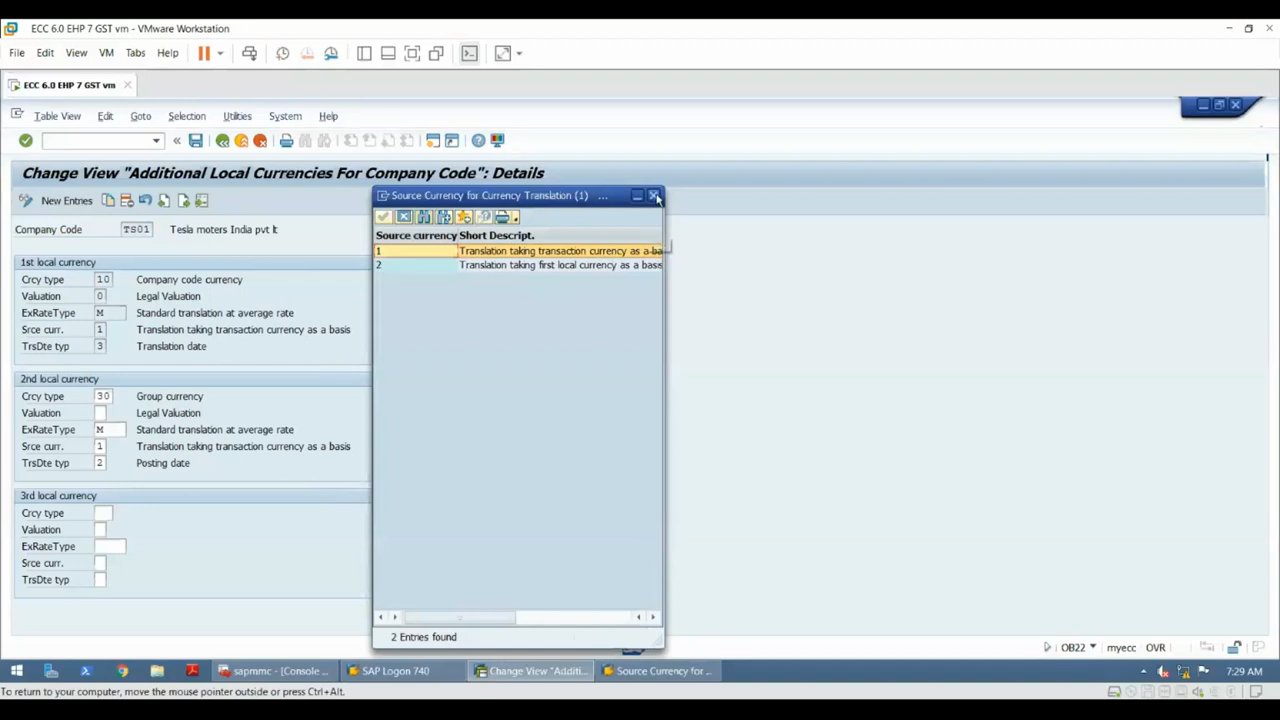 ECC 6.0 EHP 7 GST vm - VMware Workstation
File Edit View VM Tabs Help
ECC 6.0 EHP 7 GST vm
Table View Edit Goto Selection Utilities System Help
Change View "Additional Local Currencies For Company Code": Details
New Entries
Company Code TS01 Tesla moters India pvt lt
1st local currency
Crcy type 10 Company code currency
Valuation 0 Legal Valuation
ExRateType M Standard translation at average rate
Srce curr. 1 Translation taking transaction currency as a basis
TrsDte typ 3 Translation date
2nd local currency
Crcy type 30 Group currency
Valuation Legal Valuation
ExRateType M Standard translation at average rate
Srce curr. 1 Translation taking transaction currency as a basis
TrsDte typ 2 Posting date
3rd local currency
Crcy type
Valuation
ExRateType
Srce curr.
TrsDte typ
Source Currency for Currency Translation (1) ...
Source currency Short Descript.
1 Translation taking transaction currency as a ba
2 Translation taking first local currency as a basis
2 Entries found
OB22 myecc OVR
sapmmc - [Console ... SAP Logon 740 Change View "Additi... Source Currency for ... 7:29 AM
To return to your computer, move the mouse pointer outside or press Ctrl+Alt.